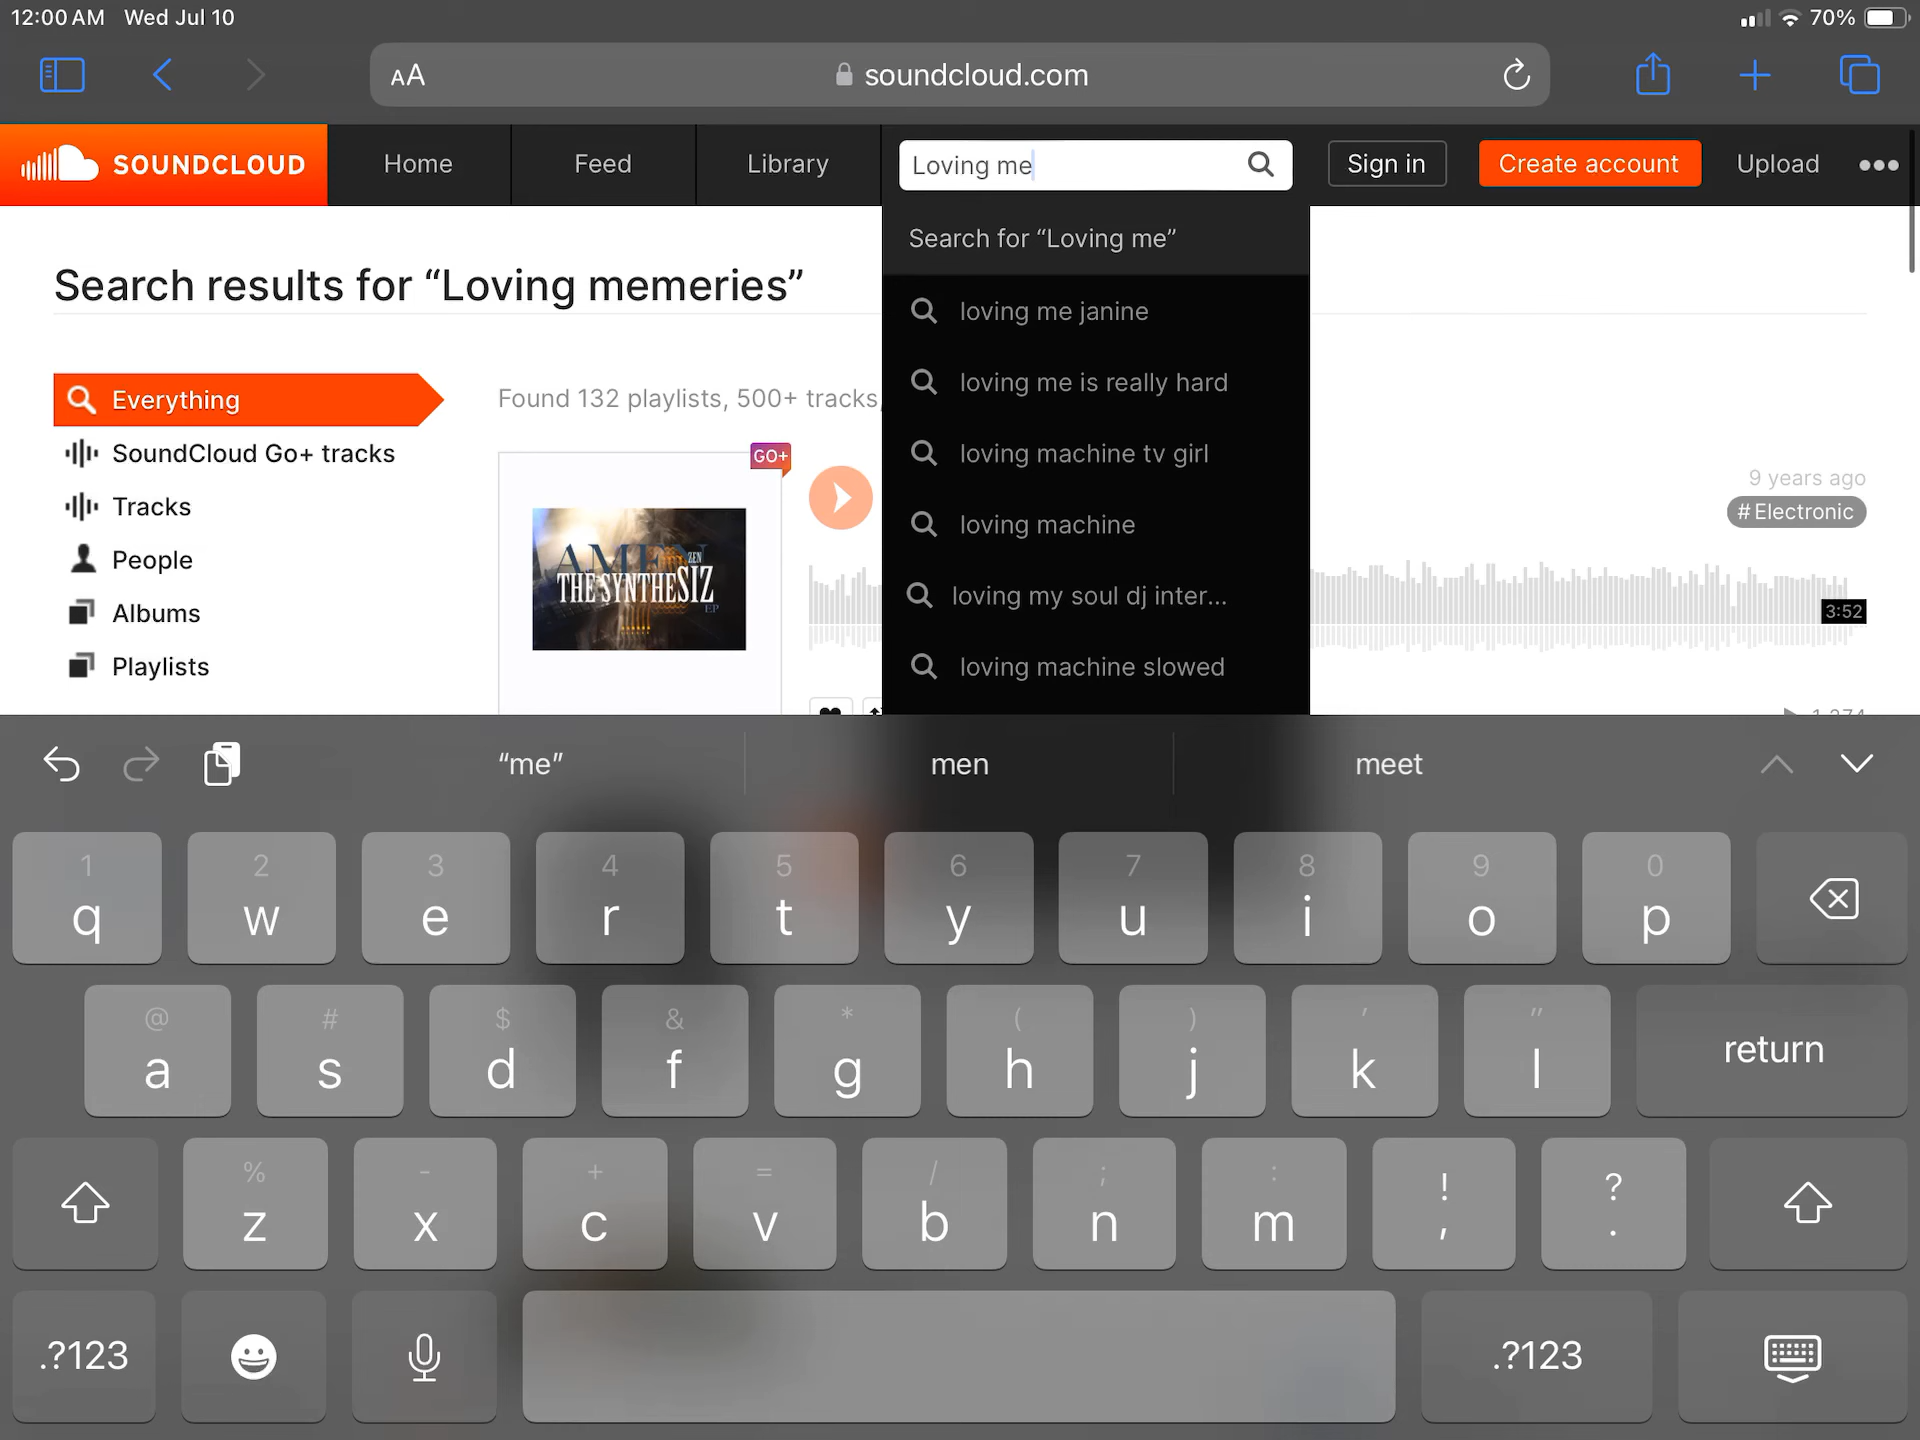 12:00 AM Wed Jul 10
70%
AA
soundcloud.com
SOUNDCLOUD
Home
Feed
Library
Loving me
Sign in
Create account
Upload
Search for “Loving me”
Search results for “Loving memeries”
loving me janine
loving me is really hard
loving machine tv girl
loving machine
loving my soul dj inter...
loving machine slowed
Everything
SoundCloud Go+ tracks
Tracks
People
Albums
Playlists
Found 132 playlists, 500+ tracks,
GO+
AMEN
ZEN
THE SYNTHESIZ
EP
9 years ago
# Electronic
3:52
“me”
men
meet
1 2 3 4 5 6 7 8 9 0
q w e r t y u i o p
@ # $ & * ( ) ' "
a s d f g h j k l
return
% - + = / ; : ! ?
z x c v b n m , .
.?123
.?123